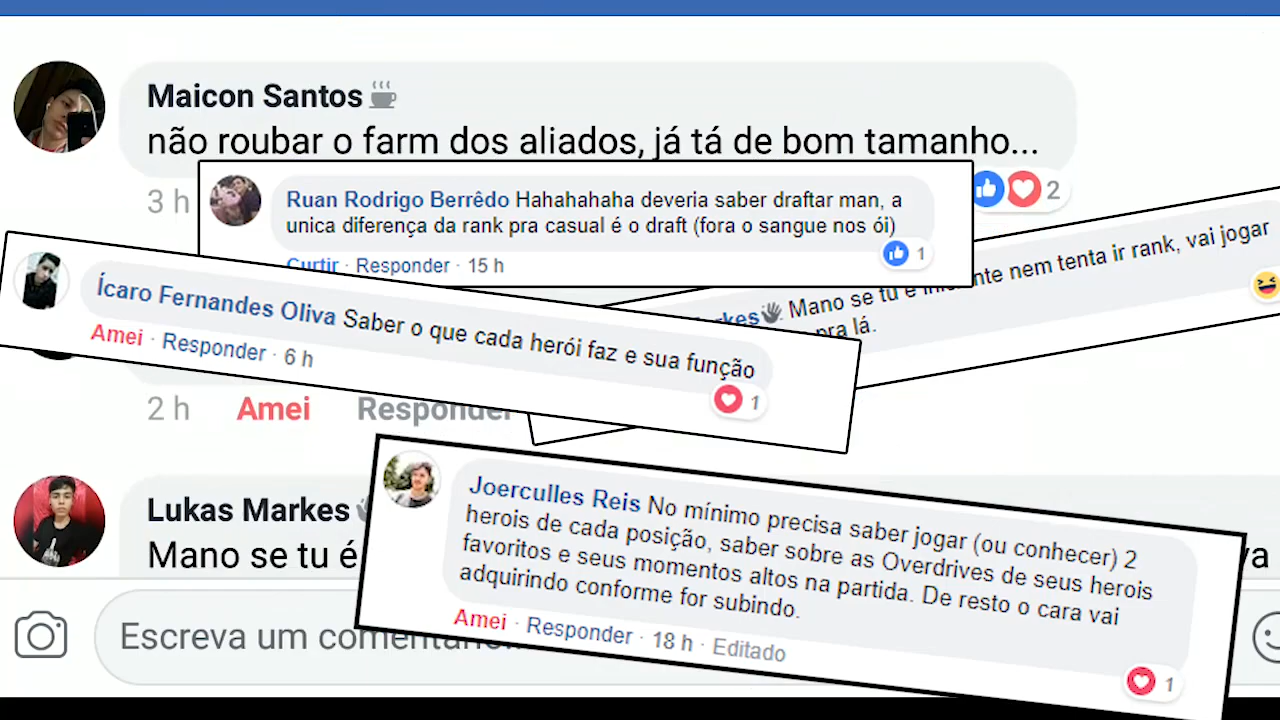 Maicon Santos
não roubar o farm dos aliados, já tá de bom tamanho...
3 h
2
Ruan Rodrigo Berrêdo Hahahahaha deveria saber draftar man, a
unica diferença da rank pra casual é o draft (fora o sangue nos ói)
1
Curtir · Responder · 15 h
nte nem tenta ir rank, vai jogar
rkes Mano se tu é
pra lá.
Ícaro Fernandes Oliva Saber o que cada herói faz e sua função
Amei · Responder · 6 h
1
2 h Amei Responder
Lukas Markes
Mano se tu é
va
Joerculles Reis No mínimo precisa saber jogar (ou conhecer) 2
herois de cada posição, saber sobre as Overdrives de seus herois
favoritos e seus momentos altos na partida. De resto o cara vai
adquirindo conforme for subindo.
Amei · Responder · 18 h · Editado
1
Escreva um comentário...